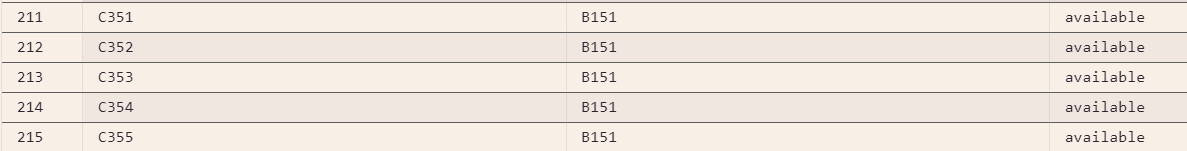 211 C351 B151 available
212 C352 B151 available
213 C353 B151 available
214 C354 B151 available
215 C355 B151 available